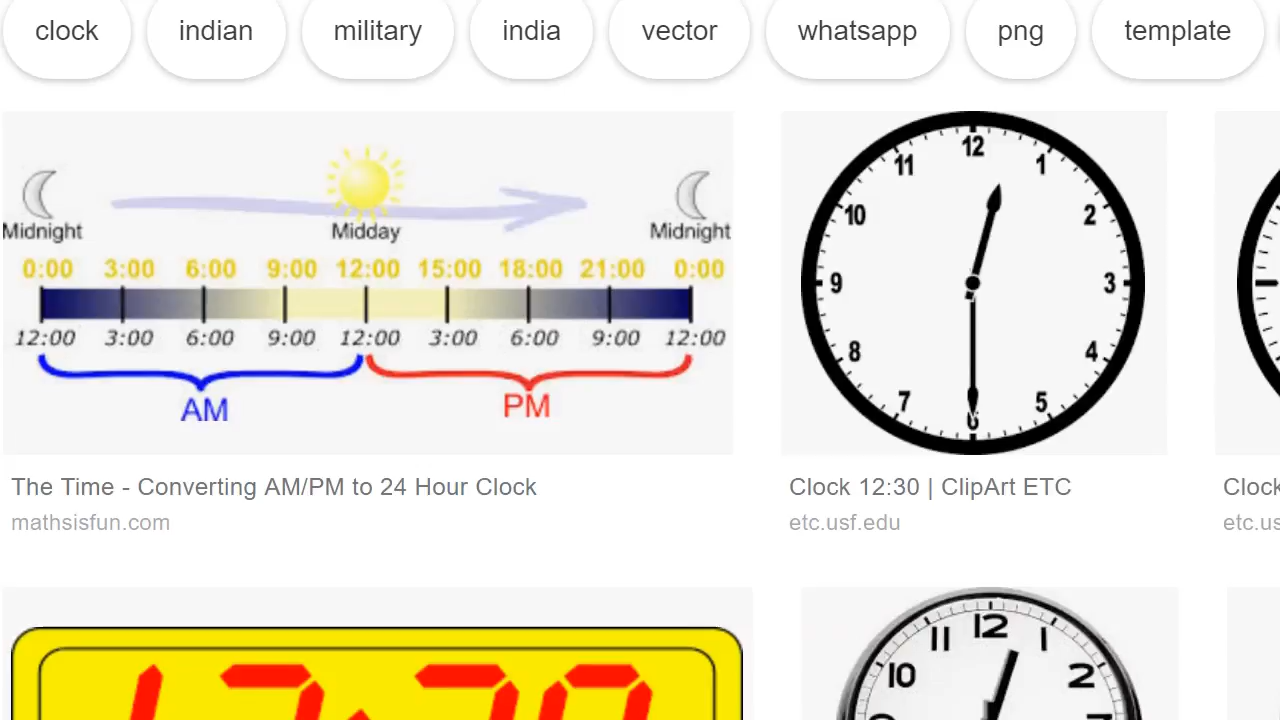 clock indian military india vector whatsapp png template
Midnight Midday Midnight
0:00 3:00 6:00 9:00 12:00 15:00 18:00 21:00 0:00
12:00 3:00 6:00 9:00 12:00 3:00 6:00 9:00 12:00
AM PM
12
11 1
10 2
9 3
8 4
7 5
6
The Time - Converting AM/PM to 24 Hour Clock
mathsisfun.com
Clock 12:30 | ClipArt ETC
etc.usf.edu
Clock
etc.us
12
11 1
10 2